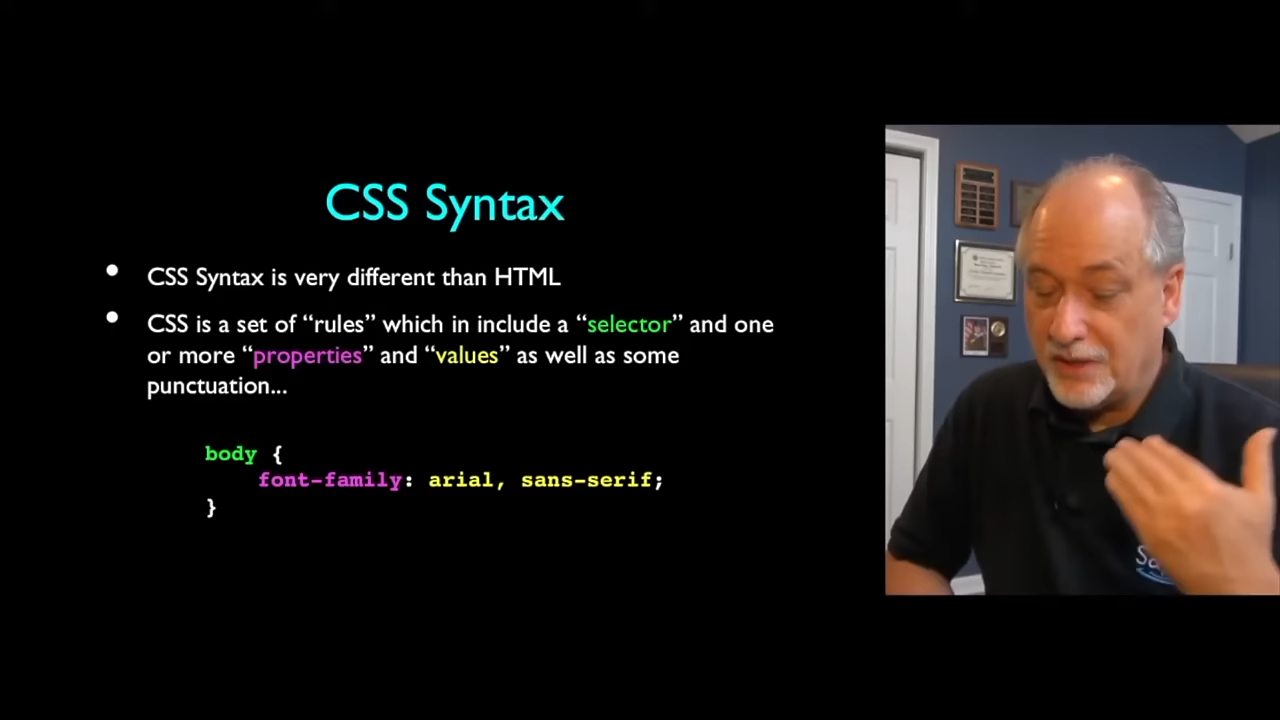 CSS Syntax
• CSS Syntax is very different than HTML
• CSS is a set of “rules” which in include a “selector” and one
or more “properties” and “values” as well as some
punctuation...
body {
font-family: arial, sans-serif;
}